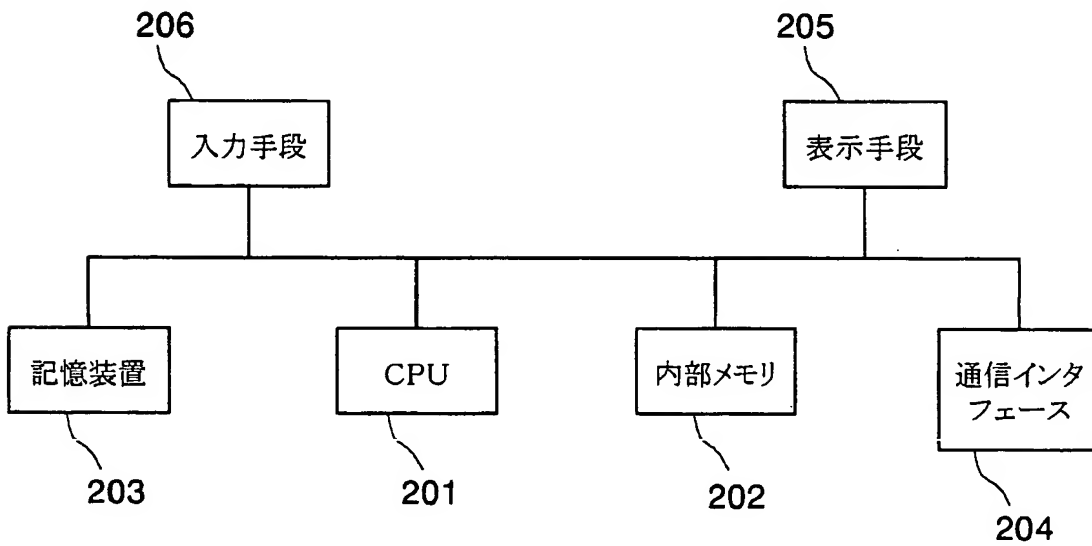 206
205
入力手段
表示手段
記憶装置
CPU
内部メモリ
通信インタ
フェース
203
201
202
204